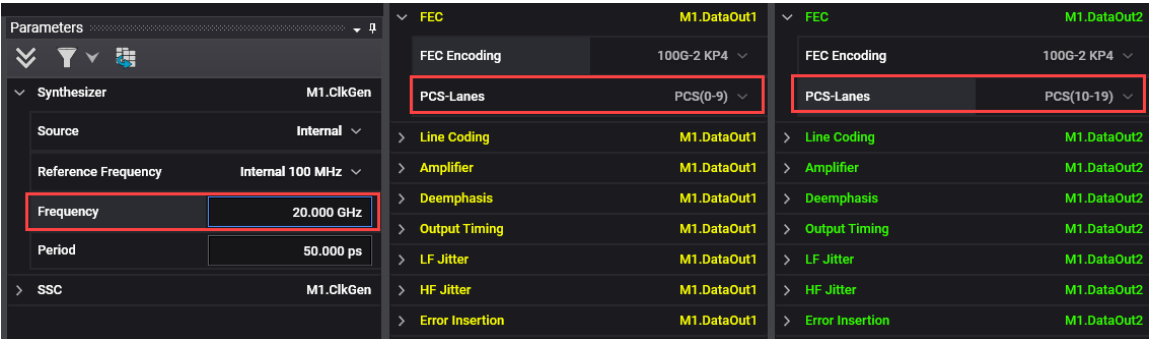 Parameters
Synthesizer M1.ClkGen
Source Internal
Reference Frequency Internal 100 MHz
Frequency 20.000 GHz
Period 50.000 ps
SSC M1.ClkGen
FEC M1.DataOut1
FEC Encoding 100G-2 KP4
PCS-Lanes PCS(0-9)
Line Coding M1.DataOut1
Amplifier M1.DataOut1
Deemphasis M1.DataOut1
Output Timing M1.DataOut1
LF Jitter M1.DataOut1
HF Jitter M1.DataOut1
Error Insertion M1.DataOut1
FEC M1.DataOut2
FEC Encoding 100G-2 KP4
PCS-Lanes PCS(10-19)
Line Coding M1.DataOut2
Amplifier M1.DataOut2
Deemphasis M1.DataOut2
Output Timing M1.DataOut2
LF Jitter M1.DataOut2
HF Jitter M1.DataOut2
Error Insertion M1.DataOut2